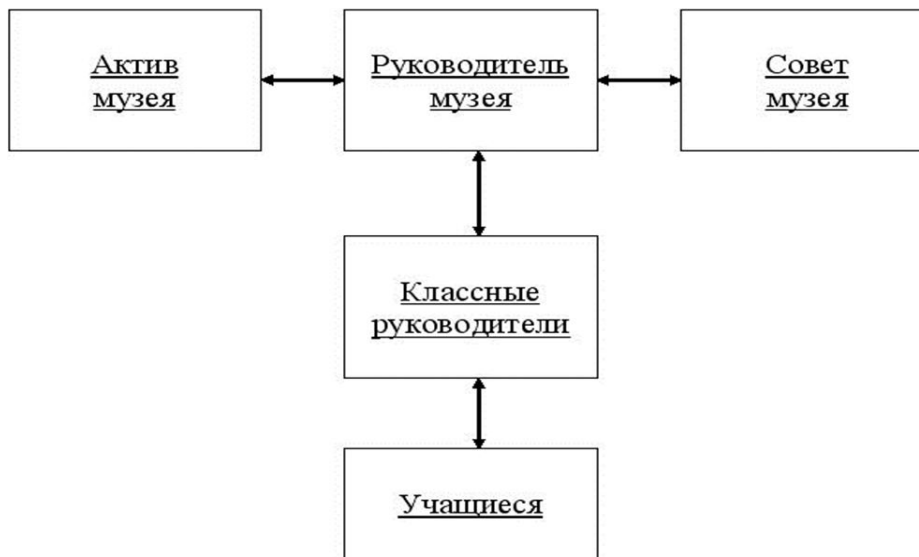 Актив
музея
Руководитель
музея
Совет
музея
Классные
руководители
Учащиеся